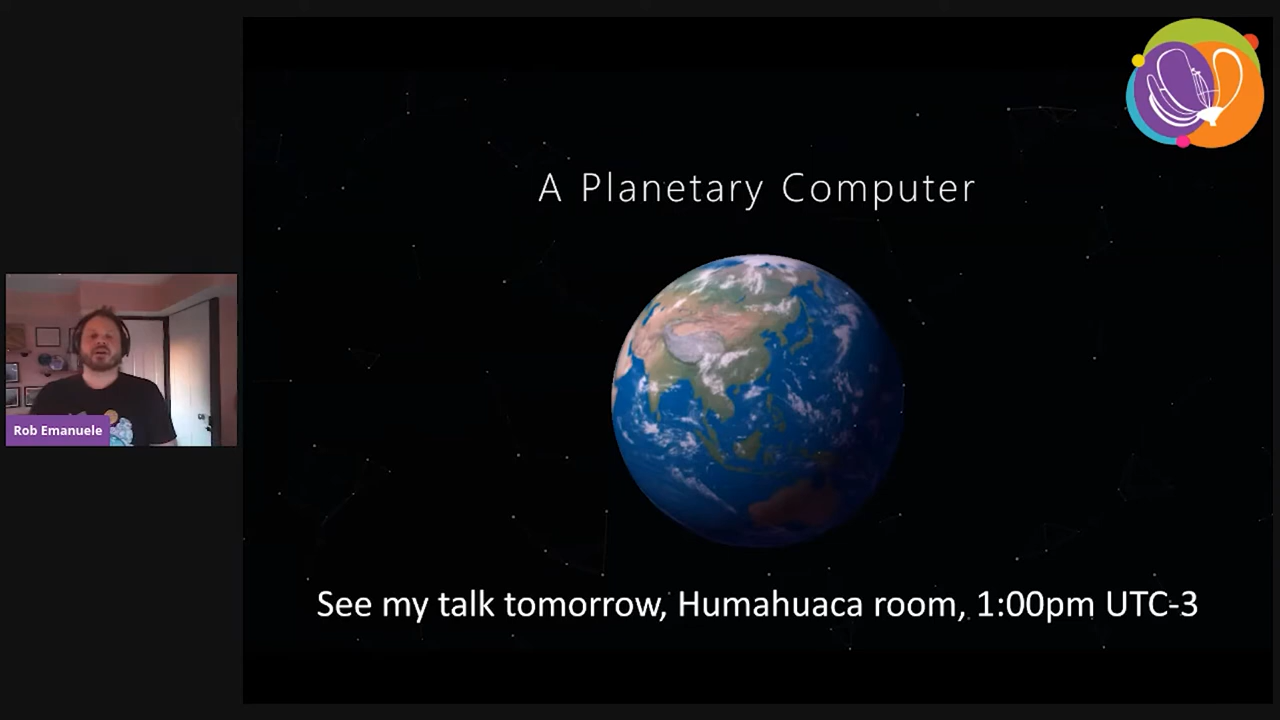 A Planetary Computer
Rob Emanuele
See my talk tomorrow, Humahuaca room, 1:00pm UTC-3